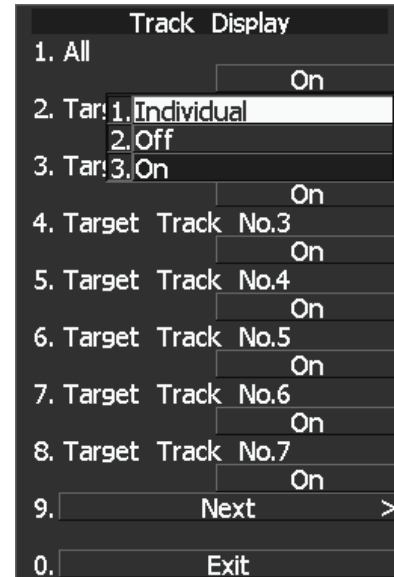 Track Display
1. All
On
2. Tar
1. Individual
2. Off
3. Tar
3. On
On
4. Target Track No.3
On
5. Target Track No.4
On
6. Target Track No.5
On
7. Target Track No.6
On
8. Target Track No.7
On
9. Next >
0. Exit